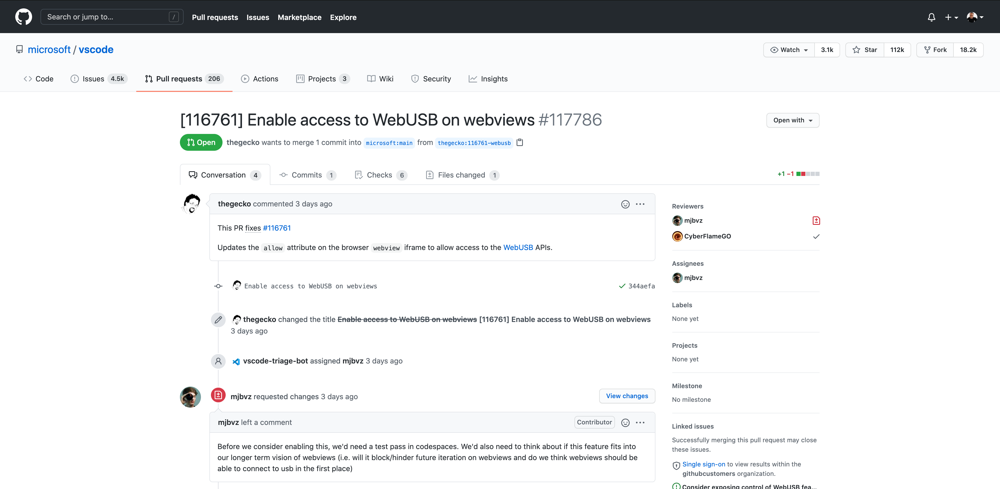 Search or jump to... /
Pull requests Issues Marketplace Explore
microsoft / vscode
Watch 3.1k Star 112k Fork 18.2k
Code Issues 4.5k Pull requests 206 Actions Projects 3 Wiki Security Insights
[116761] Enable access to WebUSB on webviews #117786
Open with
Open thegecko wants to merge 1 commit into microsoft:main from thegecko:116761-webusb
Conversation 4 Commits 1 Checks 6 Files changed 1
+1 −1
thegecko commented 3 days ago
This PR fixes #116761
Updates the allow attribute on the browser webview iframe to allow access to the WebUSB APIs.
Enable access to WebUSB on webviews 344aefa
thegecko changed the title Enable access to WebUSB on webviews [116761] Enable access to WebUSB on webviews
3 days ago
vscode-triage-bot assigned mjbvz 3 days ago
mjbvz requested changes 3 days ago
View changes
mjbvz left a comment
Contributor
Before we consider enabling this, we'd need a test pass in codespaces. We'd also need to think about if this feature fits into
our longer term vision of webviews (i.e. will it block/hinder future iteration on webviews and do we think webviews should be
able to connect to usb in the first place)
Reviewers
mjbvz
CyberFlameGO
Assignees
mjbvz
Labels
None yet
Projects
None yet
Milestone
No milestone
Linked issues
Successfully merging this pull request may close
these issues.
Single sign-on to view results within the
githubcustomers organization.
Consider exposing control of WebUSB fea...